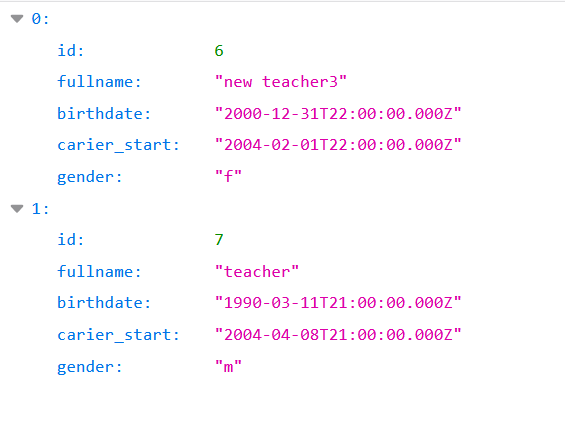 0:
id: 6
fullname: "new teacher3"
birthdate: "2000-12-31T22:00:00.000Z"
carier_start: "2004-02-01T22:00:00.000Z"
gender: "f"
1:
id: 7
fullname: "teacher"
birthdate: "1990-03-11T21:00:00.000Z"
carier_start: "2004-04-08T21:00:00.000Z"
gender: "m"